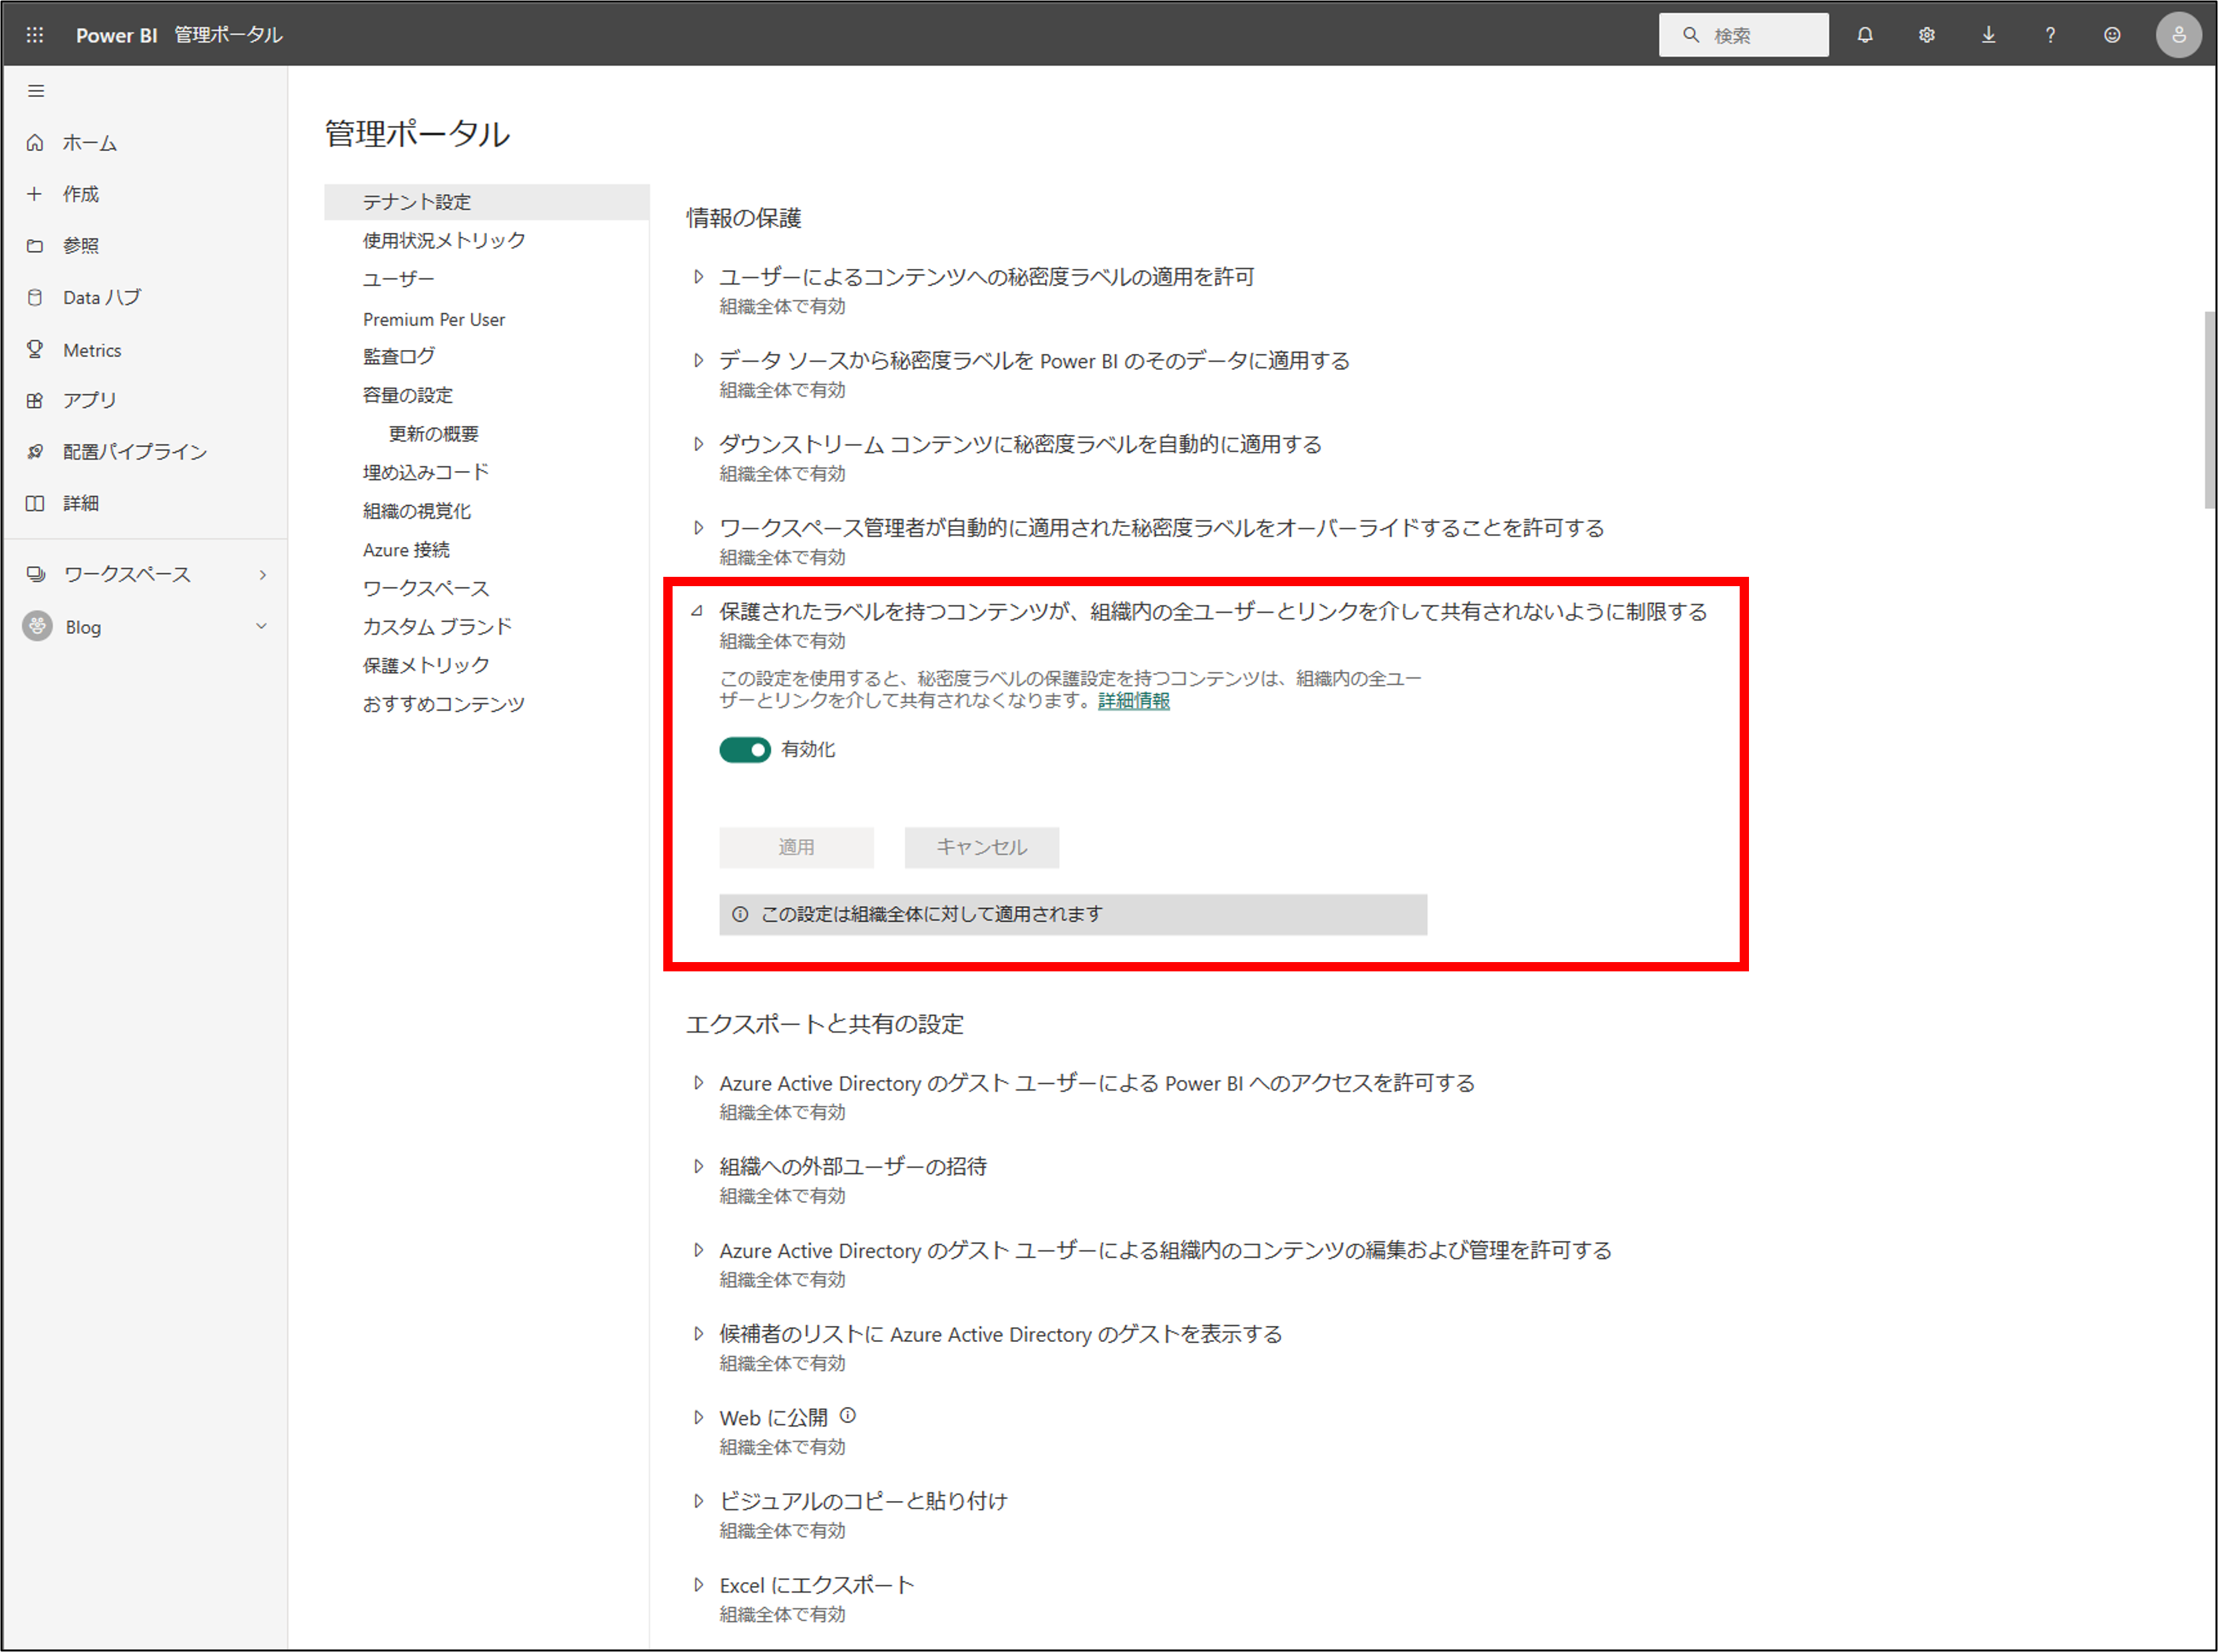 Power BI 管理ポータル
検索
ホーム
作成
参照
Data ハブ
Metrics
アプリ
配置パイプライン
詳細
ワークスペース
Blog
管理ポータル
テナント設定
使用状況メトリック
ユーザー
Premium Per User
監査ログ
容量の設定
更新の概要
埋め込みコード
組織の視覚化
Azure 接続
ワークスペース
カスタム ブランド
保護メトリック
おすすめコンテンツ
情報の保護
ユーザーによるコンテンツへの秘密度ラベルの適用を許可
組織全体で有効
データ ソースから秘密度ラベルを Power BI のそのデータに適用する
組織全体で有効
ダウンストリーム コンテンツに秘密度ラベルを自動的に適用する
組織全体で有効
ワークスペース管理者が自動的に適用された秘密度ラベルをオーバーライドすることを許可する
組織全体で有効
保護されたラベルを持つコンテンツが、組織内の全ユーザーとリンクを介して共有されないように制限する
組織全体で有効
この設定を使用すると、秘密度ラベルの保護設定を持つコンテンツは、組織内の全ユー
ザーとリンクを介して共有されなくなります。詳細情報
有効化
適用 キャンセル
この設定は組織全体に対して適用されます
エクスポートと共有の設定
Azure Active Directory のゲスト ユーザーによる Power BI へのアクセスを許可する
組織全体で有効
組織への外部ユーザーの招待
組織全体で有効
Azure Active Directory のゲスト ユーザーによる組織内のコンテンツの編集および管理を許可する
組織全体で有効
候補者のリストに Azure Active Directory のゲストを表示する
組織全体で有効
Web に公開
組織全体で有効
ビジュアルのコピーと貼り付け
組織全体で有効
Excel にエクスポート
組織全体で有効